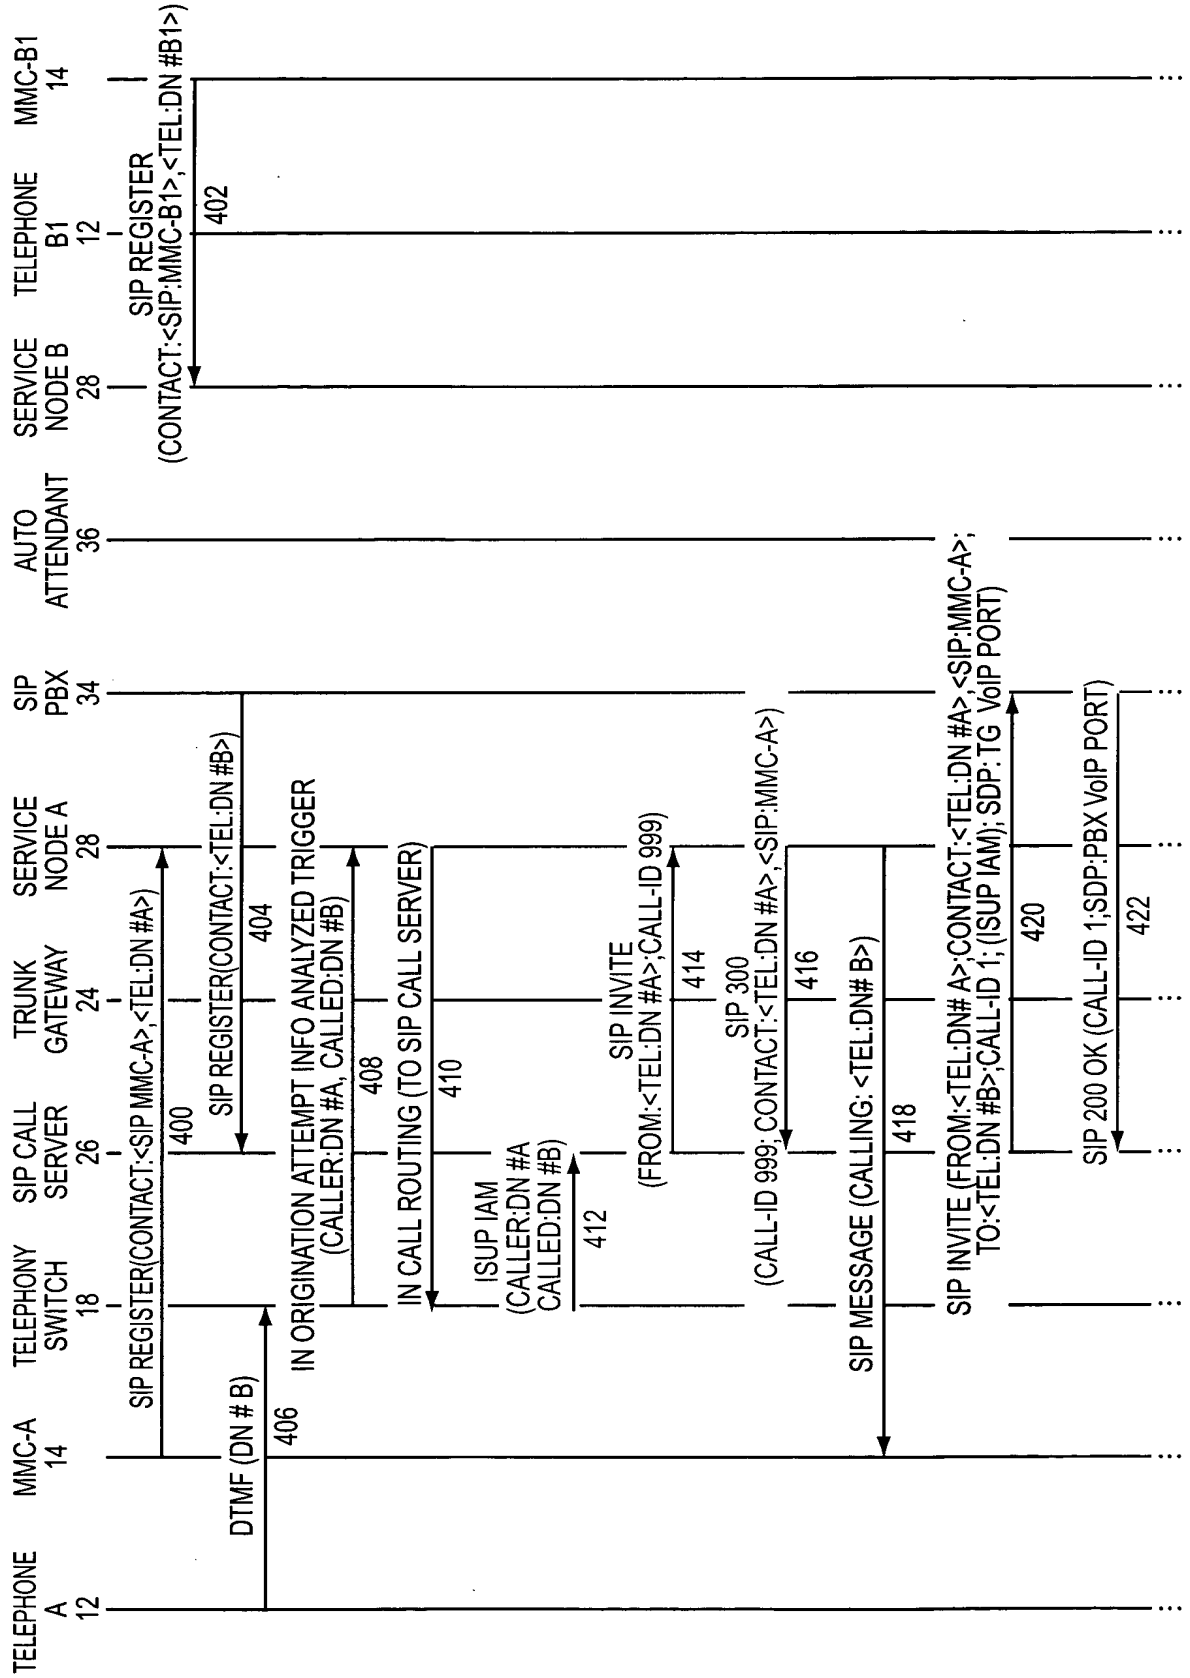 TELEPHONE
A
12
MMC-A
14
TELEPHONY
SWITCH
18
SIP CALL
SERVER
26
TRUNK
GATEWAY
24
SERVICE
NODE A
28
SIP
PBX
34
AUTO
ATTENDANT
36
SERVICE
NODE B
28
TELEPHONE
B1
12
MMC-B1
14
SIP REGISTER(CONTACT:<SIP MMC-A>,<TEL:DN #A>)
400
SIP REGISTER
(CONTACT:<SIP:MMC-B1>,<TEL:DN #B1>)
402
SIP REGISTER(CONTACT:<TEL:DN #B>)
404
DTMF (DN # B)
406
IN ORIGINATION ATTEMPT INFO ANALYZED TRIGGER
(CALLER:DN #A, CALLED:DN #B)
408
IN CALL ROUTING (TO SIP CALL SERVER)
410
ISUP IAM
(CALLER:DN #A
CALLED:DN #B)
412
SIP INVITE
(FROM:<TEL:DN #A>;CALL-ID 999)
414
SIP 300
(CALL-ID 999; CONTACT:<TEL:DN #A>,<SIP:MMC-A>)
416
SIP MESSAGE (CALLING: <TEL:DN# B>)
418
SIP INVITE (FROM:<TEL:DN# A>;CONTACT:<TEL:DN #A>,<SIP:MMC-A>;
TO:<TEL:DN #B>;CALL-ID 1; (ISUP IAM); SDP: TG VoIP PORT)
420
SIP 200 OK (CALL-ID 1;SDP:PBX VoIP PORT)
422